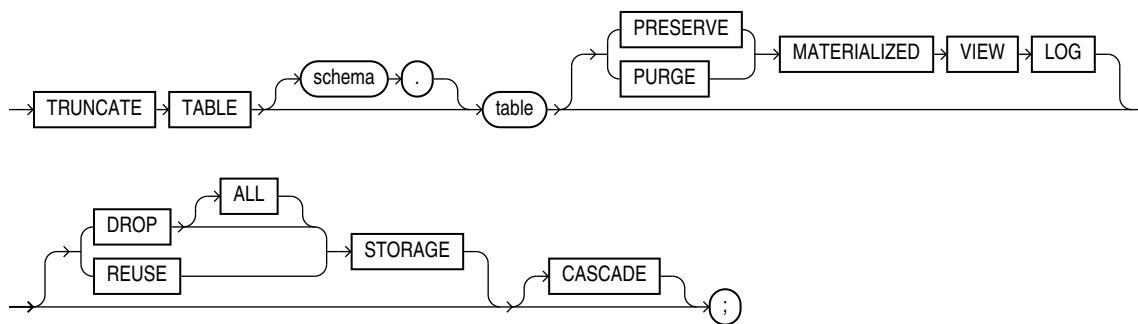 PRESERVE
schema . PURGE MATERIALIZED VIEW LOG
TRUNCATE TABLE table
ALL
DROP STORAGE
REUSE CASCADE ;